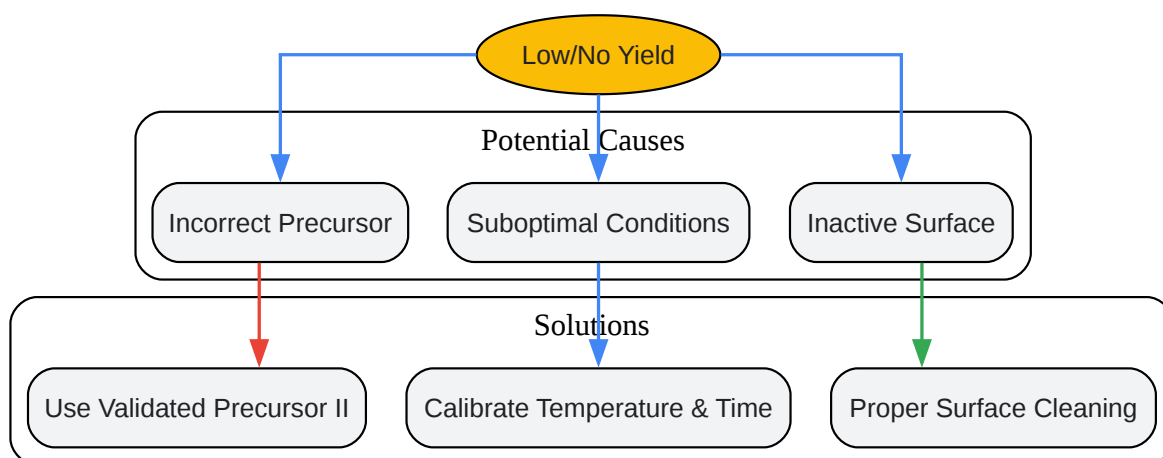 Low/No Yield
Potential Causes
Incorrect Precursor
Suboptimal Conditions
Inactive Surface
Solutions
Use Validated Precursor II
Calibrate Temperature & Time
Proper Surface Cleaning